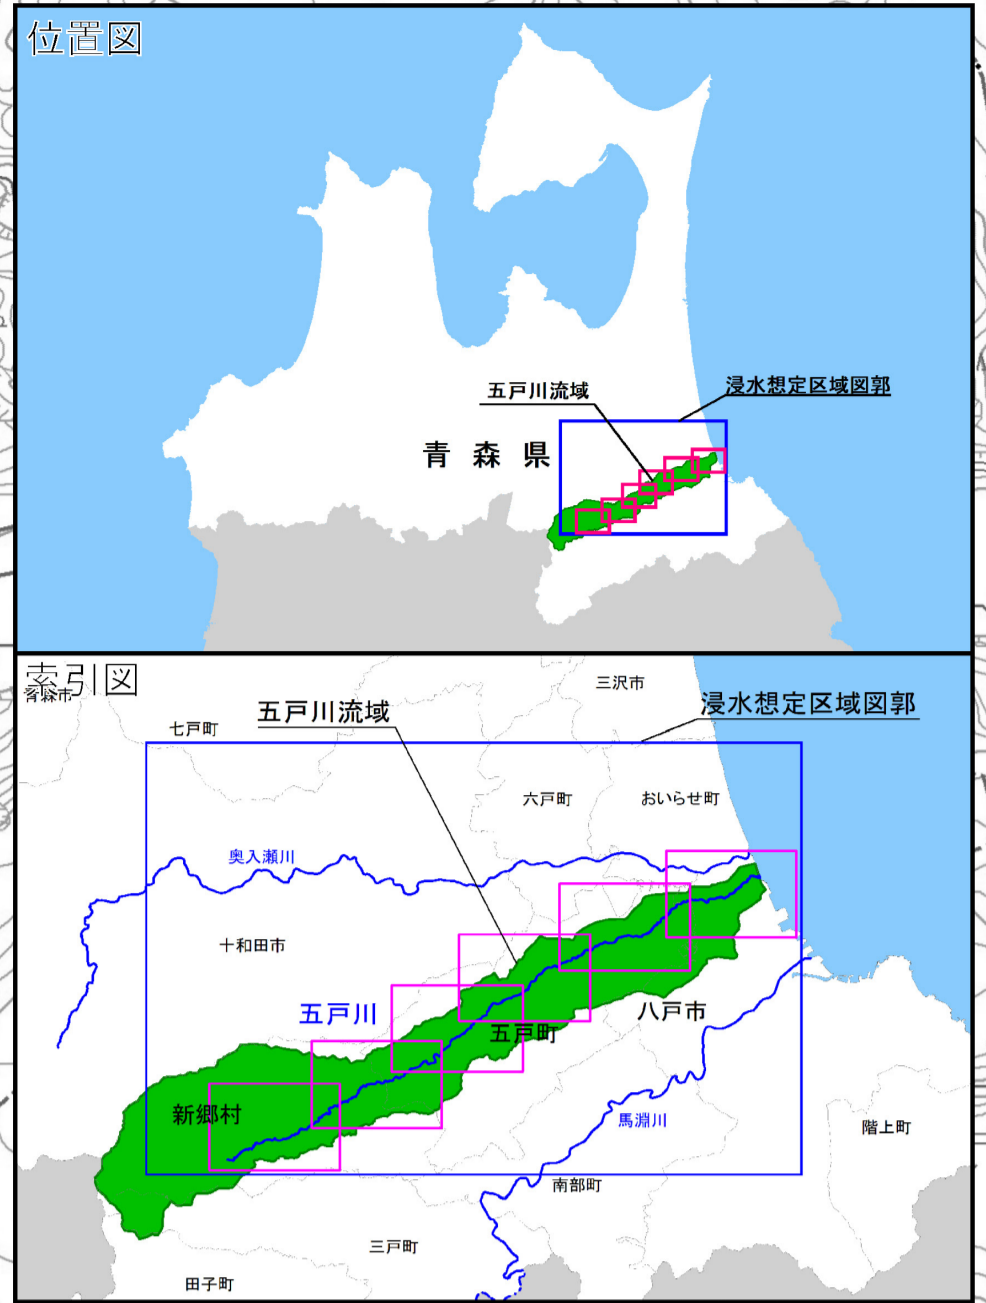 位置図
五戸川流域
浸水想定区域図郭
青森県
索引図
青森市
三沢市
五戸川流域
浸水想定区域図郭
七戸町
六戸町
おいらせ町
奥入瀬川
十和田市
五戸川
八戸市
五戸町
新郷村
馬淵川
階上町
南部町
三戸町
田子町